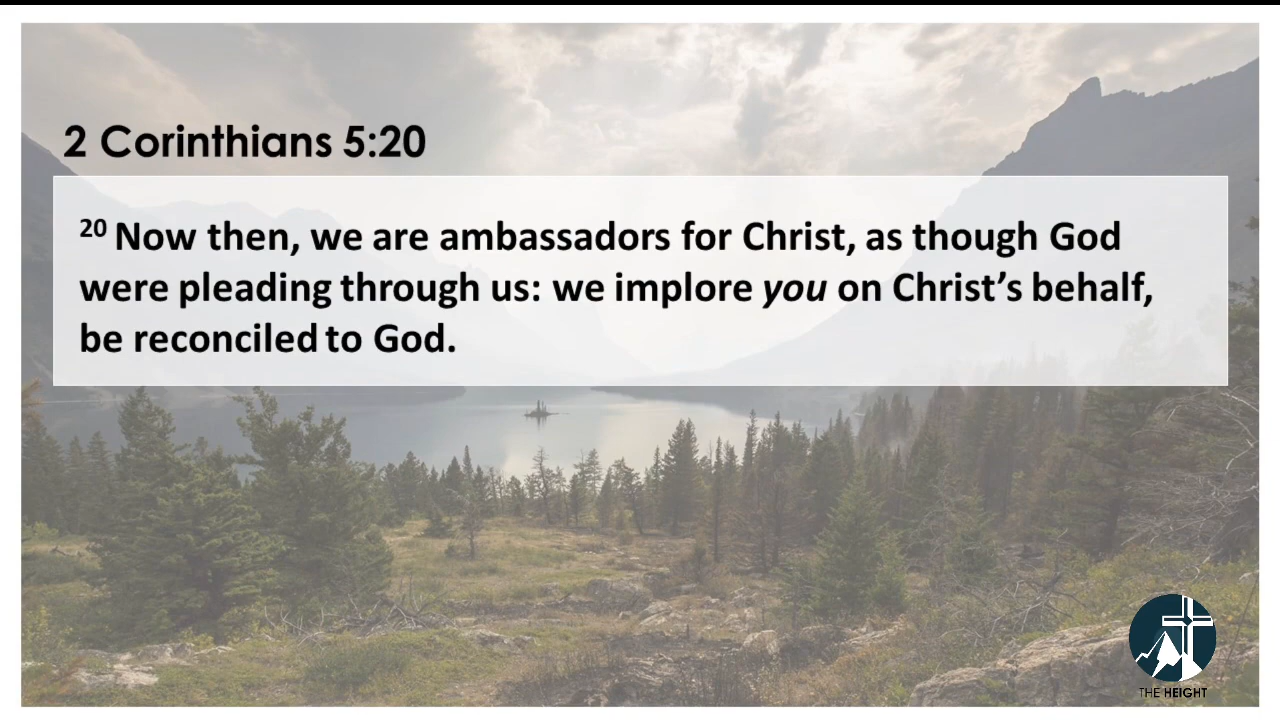 2 Corinthians 5:20
20 Now then, we are ambassadors for Christ, as though God
were pleading through us: we implore you on Christ’s behalf,
be reconciled to God.
THE HEIGHT